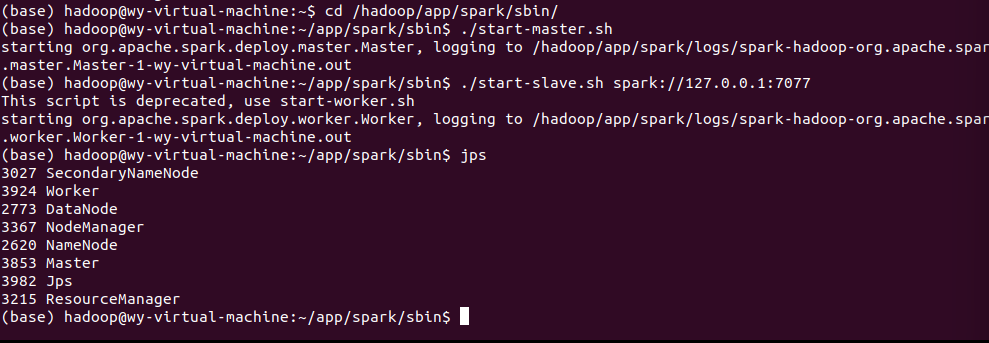 (base) hadoop@wy-virtual-machine:~$ cd /hadoop/app/spark/sbin/
(base) hadoop@wy-virtual-machine:~/app/spark/sbin$ ./start-master.sh
starting org.apache.spark.deploy.master.Master, logging to /hadoop/app/spark/logs/spark-hadoop-org.apache.spar
.master.Master-1-wy-virtual-machine.out
(base) hadoop@wy-virtual-machine:~/app/spark/sbin$ ./start-slave.sh spark://127.0.0.1:7077
This script is deprecated, use start-worker.sh
starting org.apache.spark.deploy.worker.Worker, logging to /hadoop/app/spark/logs/spark-hadoop-org.apache.spar
.worker.Worker-1-wy-virtual-machine.out
(base) hadoop@wy-virtual-machine:~/app/spark/sbin$ jps
3027 SecondaryNameNode
3924 Worker
2773 DataNode
3367 NodeManager
2620 NameNode
3853 Master
3982 Jps
3215 ResourceManager
(base) hadoop@wy-virtual-machine:~/app/spark/sbin$